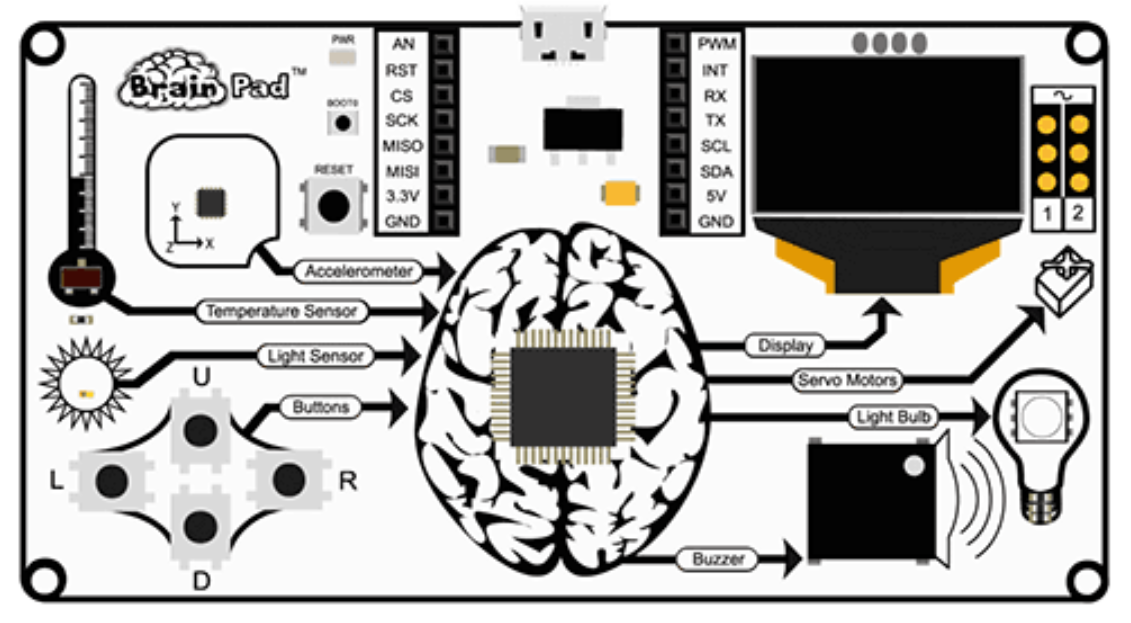 Brain Pad™
PWR
BOOT0
RESET
AN
RST
CS
SCK
MISO
MISI
3.3V
GND
PWM
INT
RX
TX
SCL
SDA
5V
GND
1 2
Y
Z X
Accelerometer
Temperature Sensor
Light Sensor
Buttons
U
L
R
D
Display
Servo Motors
Light Bulb
Buzzer